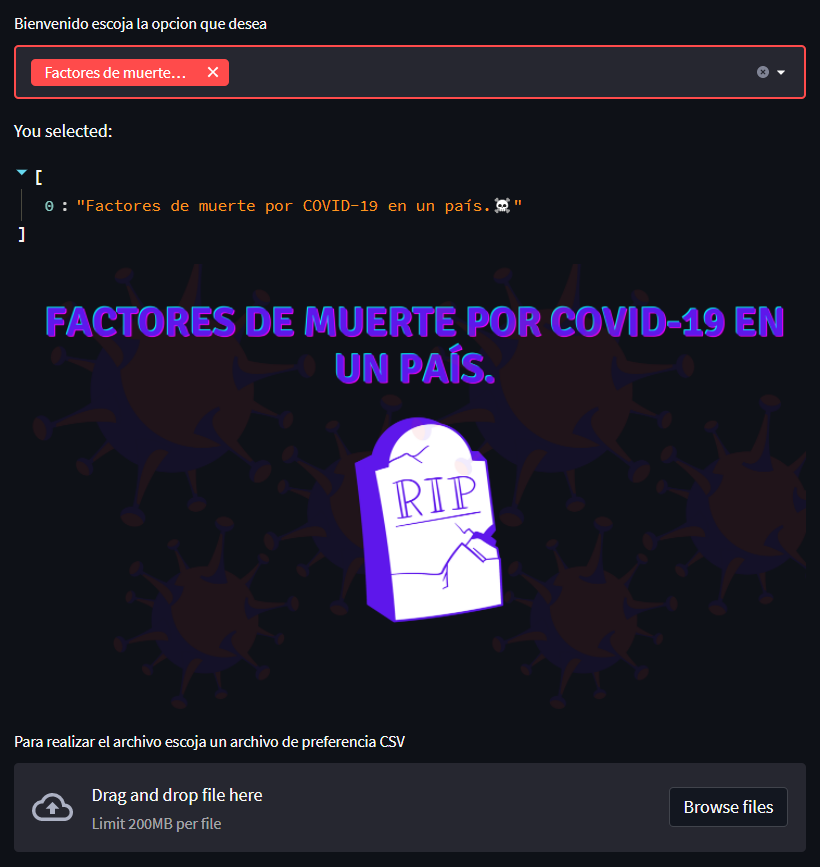 Bienvenido escoja la opcion que desea
Factores de muerte...
You selected:
[
0 : "Factores de muerte por COVID-19 en un país.☠️"
]
FACTORES DE MUERTE POR COVID-19 EN
UN PAÍS.
RIP
Para realizar el archivo escoja un archivo de preferencia CSV
Drag and drop file here
Browse files
Limit 200MB per file